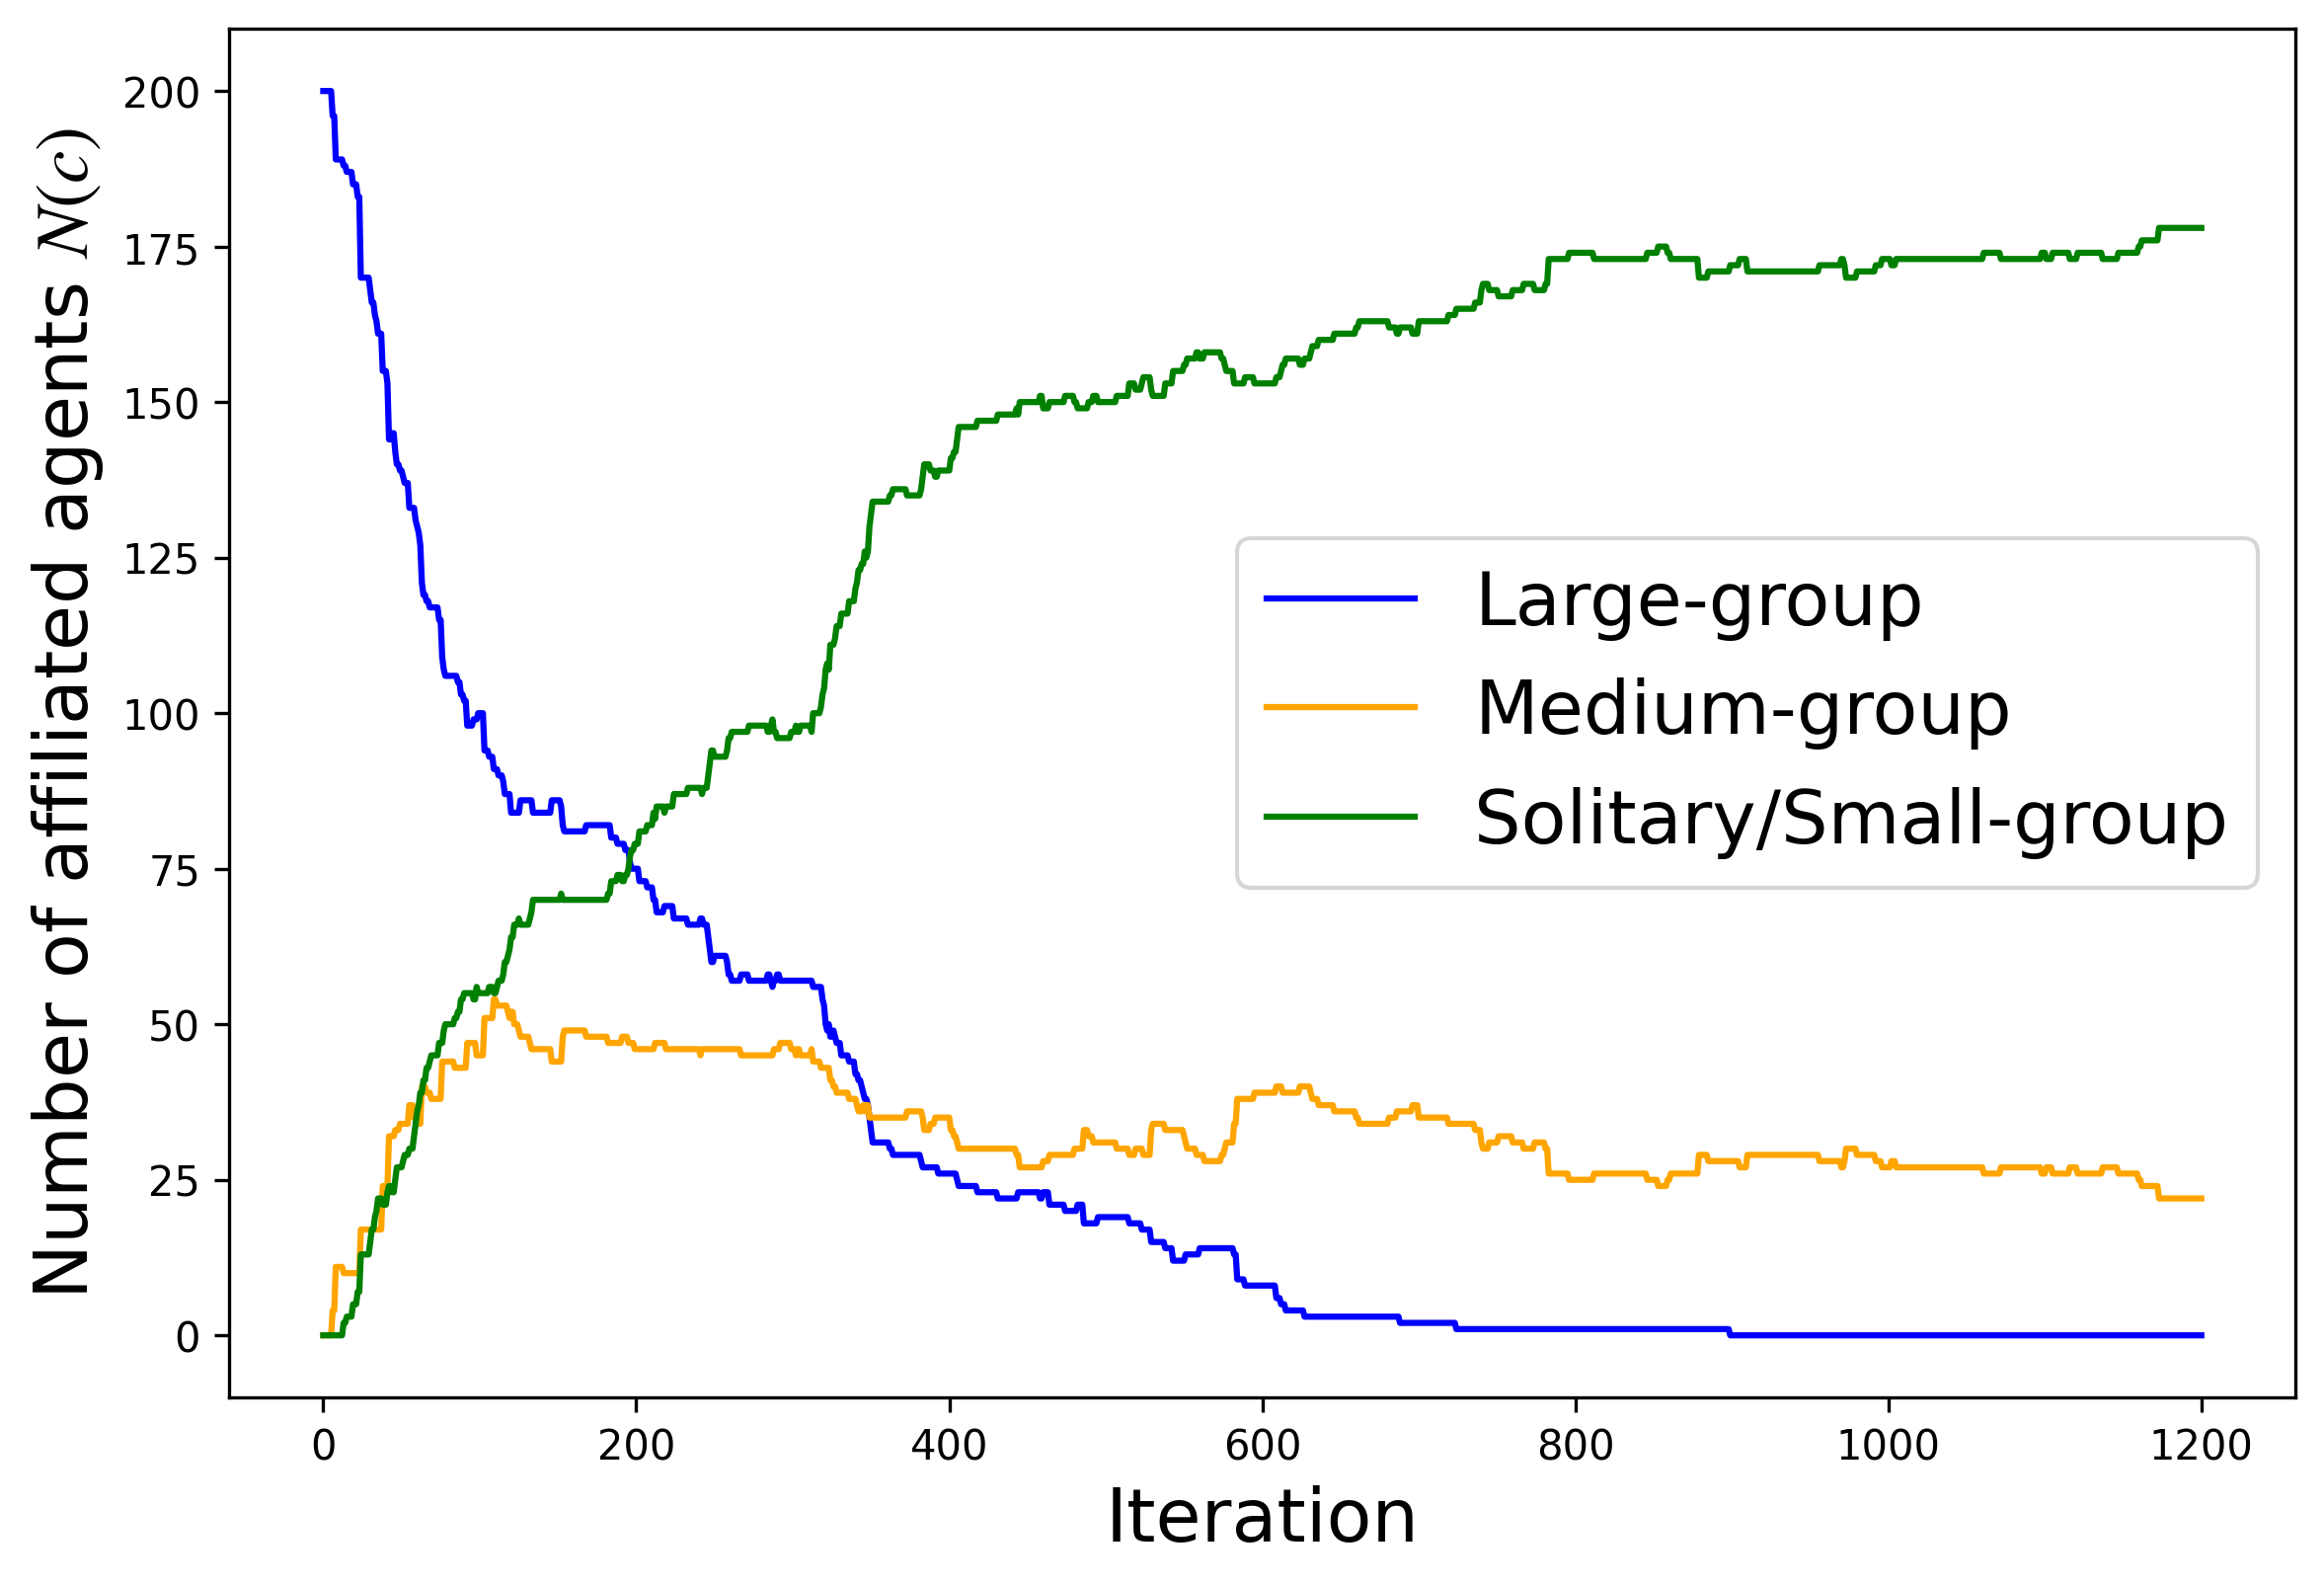 Number of affiliated agents N(c)
200
175
150
125
100
75
50
25
0
Large-group
Medium-group
Solitary/Small-group
0 200 400 600 800 1000 1200
Iteration